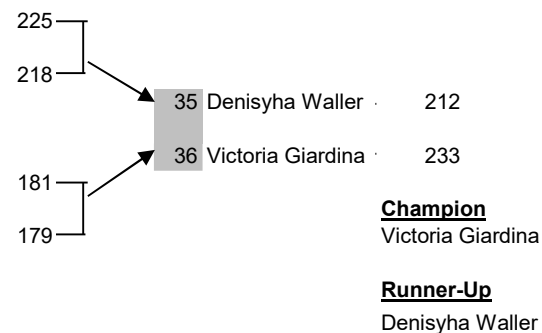 225
218
35 Denisyha Waller 212
36 Victoria Giardina 233
181
179
Champion
Victoria Giardina
Runner-Up
Denisyha Waller